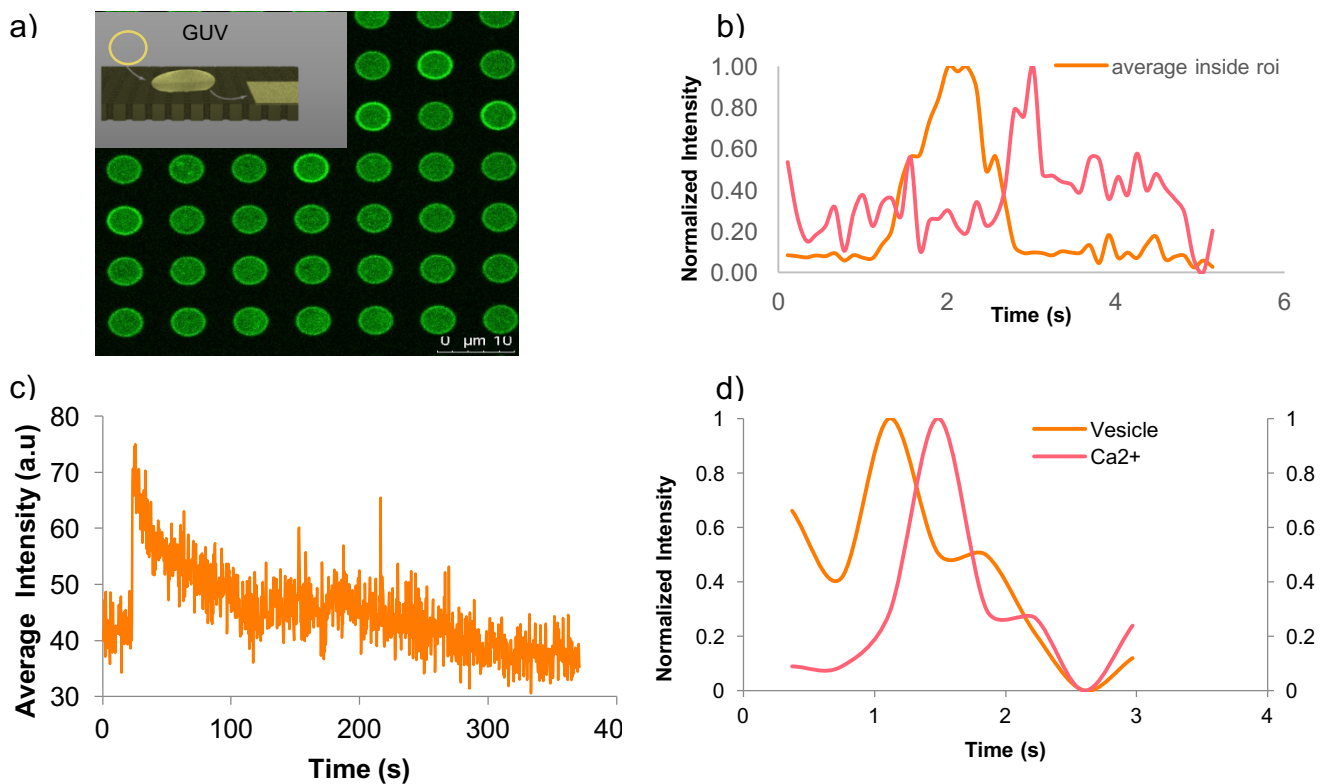 a)
GUV
0 µm 10
b)
Normalized Intensity
1.00
0.80
0.60
0.40
0.20
0.00
average inside roi
0
2
4
6
Time (s)
c)
Average Intensity (a.u)
80
70
60
50
40
30
0
100
200
300
40
Time (s)
d)
Normalized Intensity
1
0.8
0.6
0.4
0.2
0
Vesicle
Ca2+
1
0.8
0.6
0.4
0.2
0
0
1
2
3
4
Time (s)